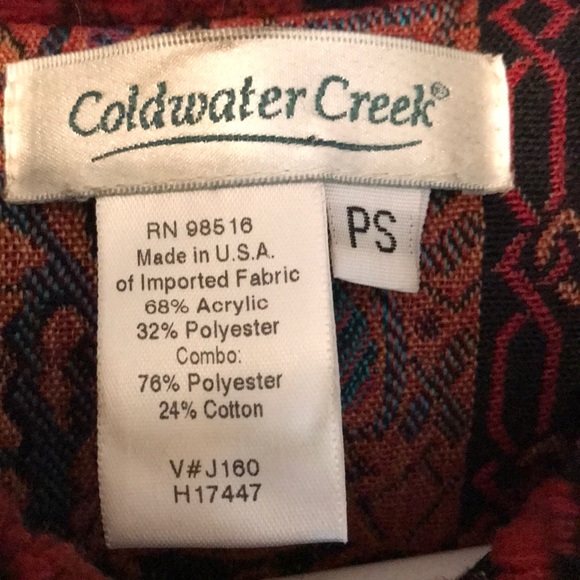 Coldwater Creek®
PS
RN 98516
Made in U.S.A.
of Imported Fabric
68% Acrylic
32% Polyester
Combo:
76% Polyester
24% Cotton
V#J160
H17447